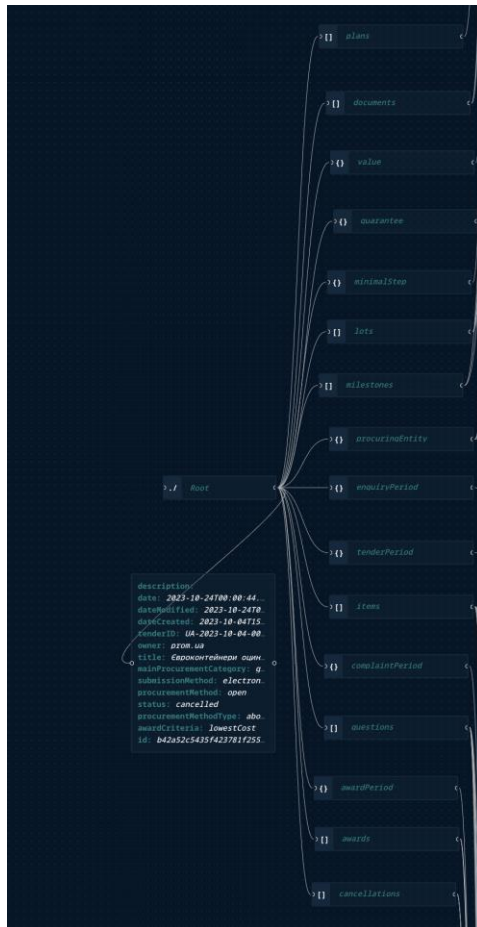 [] plans
[] documents
{} value
{} guarantee
{} minimalStep
[] lots
[] milestones
{} procuringEntity
./ Root
{} enquiryPeriod
{} tenderPeriod
description:
date: 2023-10-24T00:00:44...
dateModified: 2023-10-24T0...
dateCreated: 2023-10-04T15...
tenderID: UA-2023-10-04-00...
owner: prom.ua
title: Євроконтейнери оцин...
mainProcurementCategory: g...
submissionMethod: electron...
procurementMethod: open
status: cancelled
procurementMethodType: abo...
awardCriteria: lowestCost
id: b42a52c5435f423781f255...
[] items
{} complaintPeriod
[] questions
{} awardPeriod
[] awards
[] cancellations